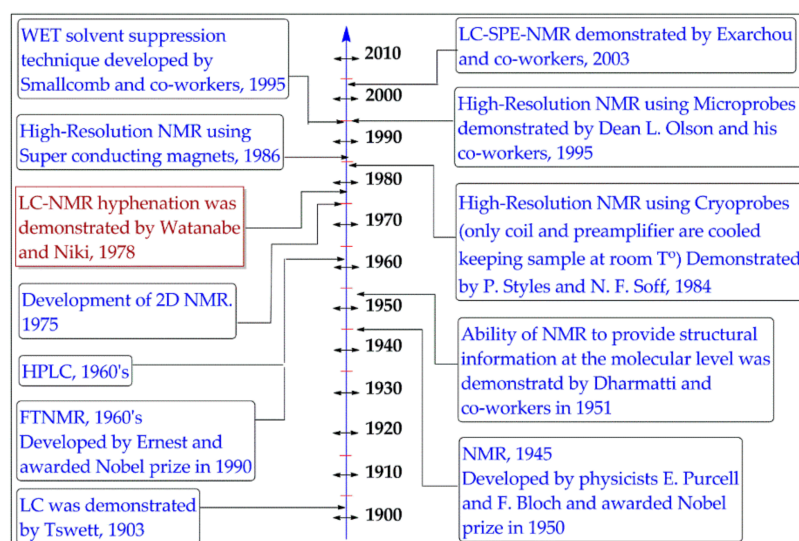 WET solvent suppression
technique developed by
Smallcomb and co-workers, 1995
High-Resolution NMR using
Super conducting magnets, 1986
LC-NMR hyphenation was
demonstrated by Watanabe
and Niki, 1978
Development of 2D NMR.
1975
HPLC, 1960's
FTNMR, 1960's
Developed by Ernest and
awarded Nobel prize in 1990
LC was demonstrated
by Tswett, 1903
2010
2000
1990
1980
1970
1960
1950
1940
1930
1920
1910
1900
LC-SPE-NMR demonstrated by Exarchou
and co-workers, 2003
High-Resolution NMR using Microprobes
demonstrated by Dean L. Olson and his
co-workers, 1995
High-Resolution NMR using Cryoprobes
(only coil and preamplifier are cooled
keeping sample at room Tº) Demonstrated
by P. Styles and N. F. Soff, 1984
Ability of NMR to provide structural
information at the molecular level was
demonstratd by Dharmatti and
co-workers in 1951
NMR, 1945
Developed by physicists E. Purcell
and F. Bloch and awarded Nobel
prize in 1950